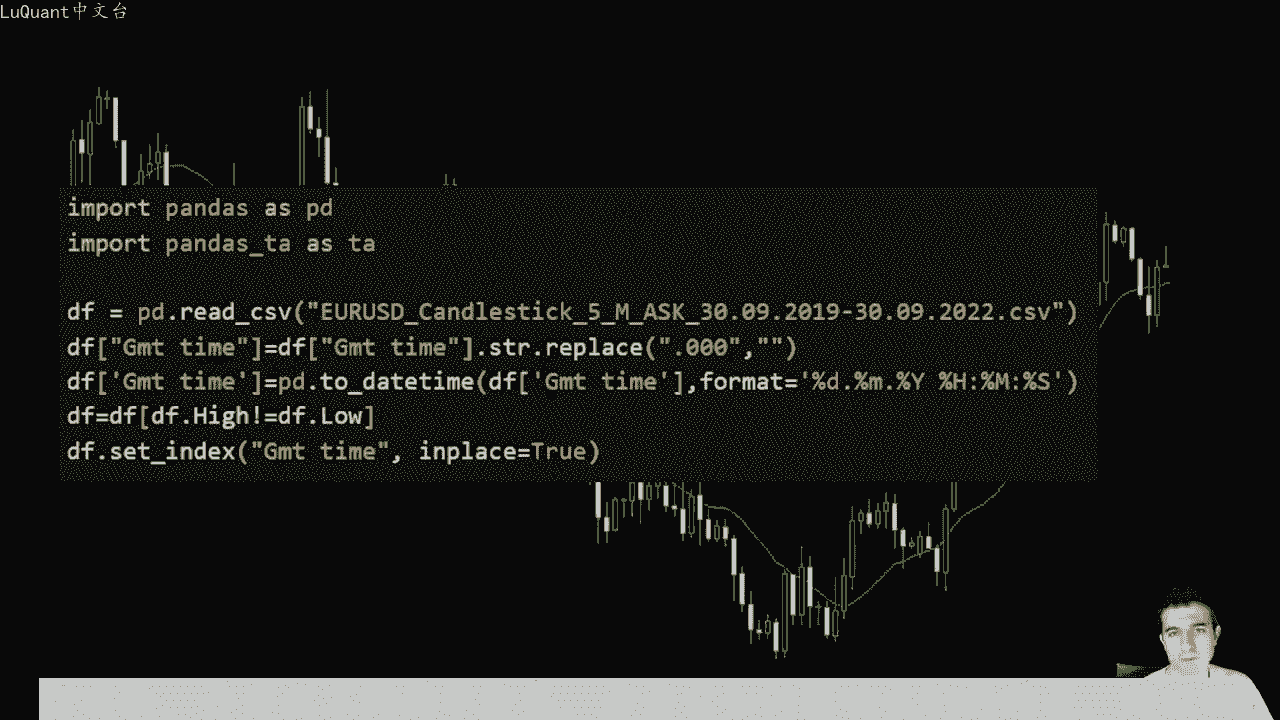 LuQuant中文台
import pandas as pd
import pandas_ta as ta
df = pd.read_csv("EURUSD_Candlestick_5_M_ASK_30.09.2019-30.09.2022.csv")
df["Gmt time"]=df["Gmt time"].str.replace(".000","")
df['Gmt time']=pd.to_datetime(df['Gmt time'],format='%d.%m.%Y %H:%M:%S')
df=df[df.High!=df.Low]
df.set_index("Gmt time", inplace=True)